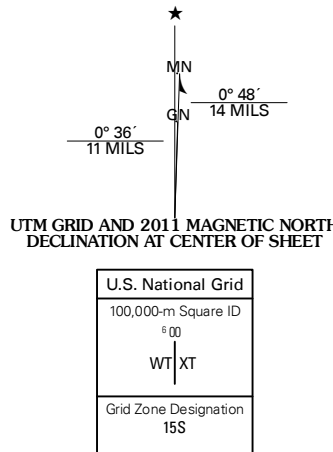 ★
MN
0° 48´
GN
14 MILS
0° 36´
11 MILS
UTM GRID AND 2011 MAGNETIC NORTH
DECLINATION AT CENTER OF SHEET
U.S. National Grid
100,000-m Square ID
6 00
WT XT
Grid Zone Designation
15S